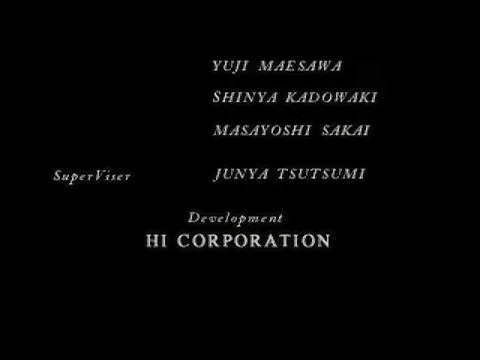 YUJI MAESAWA
SHINYA KADOWAKI
MASAYOSHI SAKAI
SuperViser JUNYA TSUTSUMI
Development
HI CORPORATION